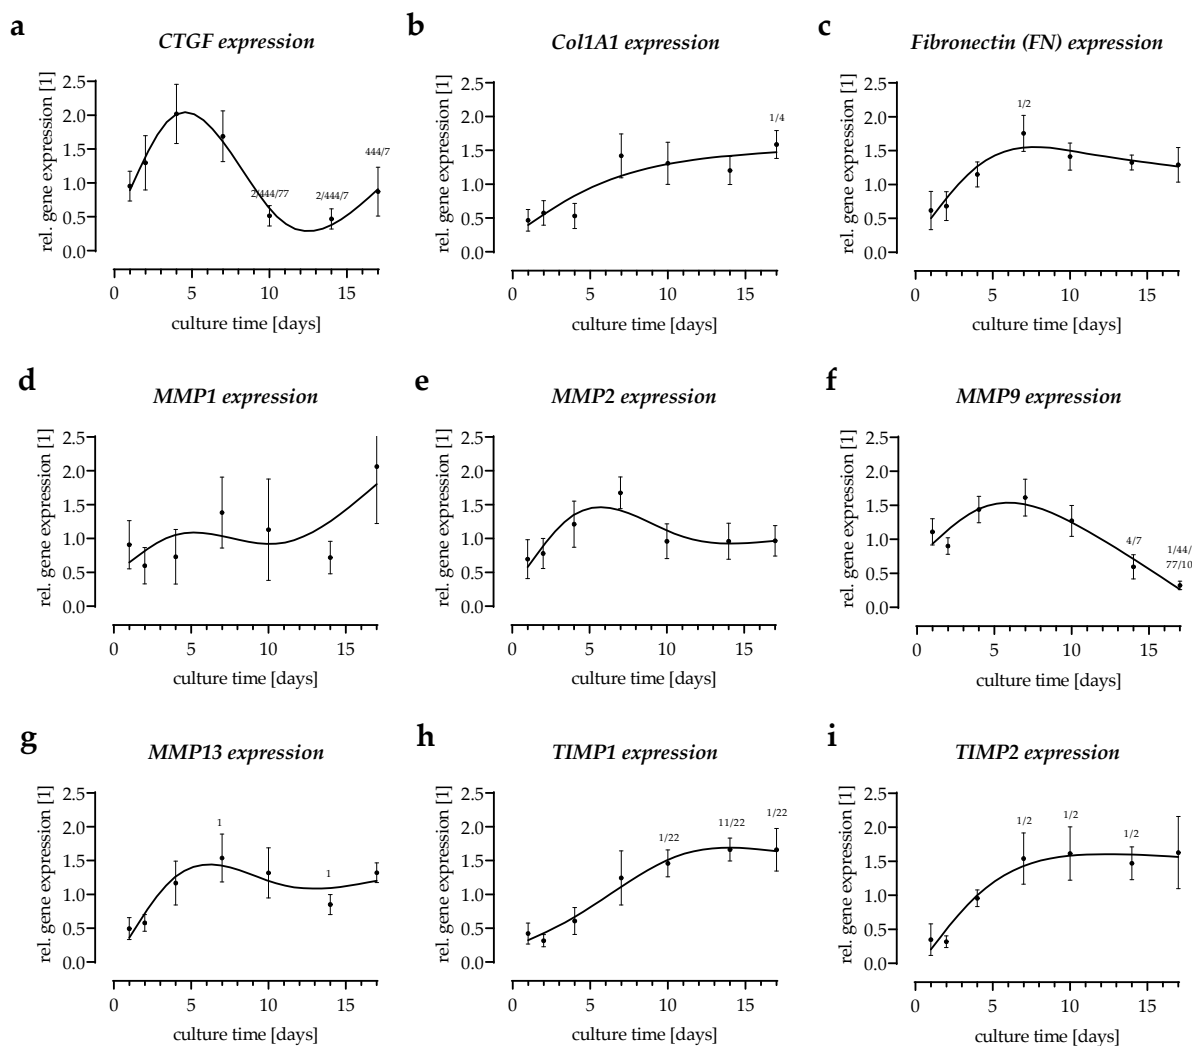 a
CTGF expression
rel. gene expression [1]
2.5
2.0
1.5
1.0
0.5
0.0
2/444/77
2/444/7
444/7
0
5
10
15
culture time [days]
b
Col1A1 expression
rel. gene expression [1]
2.5
2.0
1.5
1.0
0.5
0.0
1/4
0
5
10
15
culture time [days]
c
Fibronectin (FN) expression
rel. gene expression [1]
2.5
2.0
1.5
1.0
0.5
0.0
1/2
0
5
10
15
culture time [days]
d
MMP1 expression
rel. gene expression [1]
2.5
2.0
1.5
1.0
0.5
0.0
0
5
10
15
culture time [days]
e
MMP2 expression
rel. gene expression [1]
2.5
2.0
1.5
1.0
0.5
0.0
0
5
10
15
culture time [days]
f
MMP9 expression
rel. gene expression [1]
2.5
2.0
1.5
1.0
0.5
0.0
4/7
1/44/
77/10
0
5
10
15
culture time [days]
g
MMP13 expression
rel. gene expression [1]
2.5
2.0
1.5
1.0
0.5
0.0
1
1
0
5
10
15
culture time [days]
h
TIMP1 expression
rel. gene expression [1]
2.5
2.0
1.5
1.0
0.5
0.0
1/22
11/22
1/22
0
5
10
15
culture time [days]
i
TIMP2 expression
rel. gene expression [1]
2.5
2.0
1.5
1.0
0.5
0.0
1/2
1/2
1/2
0
5
10
15
culture time [days]